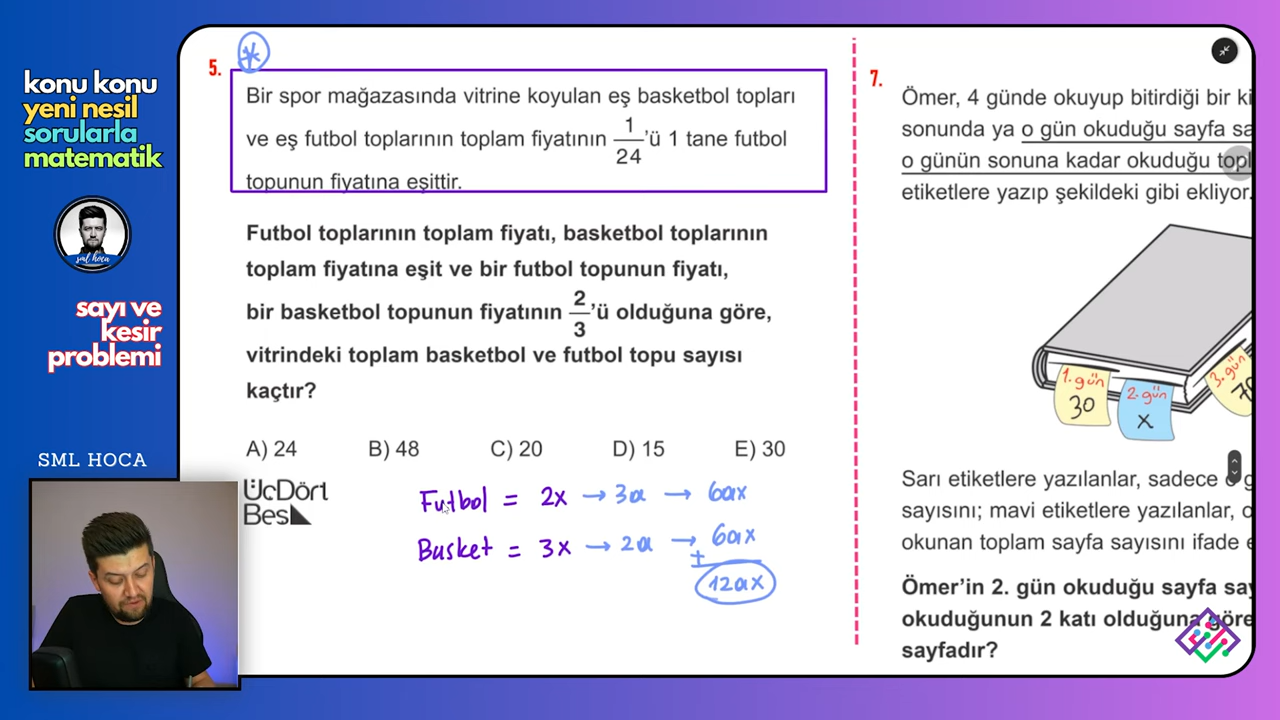 konu konu
yeni nesil
sorularla
matematik
sml hoca
sayı ve
kesir
problemi
SML HOCA
5.
Bir spor mağazasında vitrine koyulan eş basketbol topları
ve eş futbol toplarının toplam fiyatının 1/24'ü 1 tane futbol
topunun fiyatına eşittir.
Futbol toplarının toplam fiyatı, basketbol toplarının
toplam fiyatına eşit ve bir futbol topunun fiyatı,
bir basketbol topunun fiyatının 2/3'ü olduğuna göre,
vitrindeki toplam basketbol ve futbol topu sayısı
kaçtır?
A) 24 B) 48 C) 20 D) 15 E) 30
ÜçDört
Beş
Futbol = 2x → 3a → 6ax
Basket = 3x → 2a → 6ax
+
12ax
7.
Ömer, 4 günde okuyup bitirdiği bir ki
sonunda ya o gün okuduğu sayfa sa
o günün sonuna kadar okuduğu topl
etiketlere yazıp şekildeki gibi ekliyor.
1.gün
30
2.gün
x
3.gün
Sarı etiketlere yazılanlar, sadece o g
sayısını; mavi etiketlere yazılanlar, o
okunan toplam sayfa sayısını ifade e
Ömer'in 2. gün okuduğu sayfa say
okuduğunun 2 katı olduğuna göre
sayfadır?